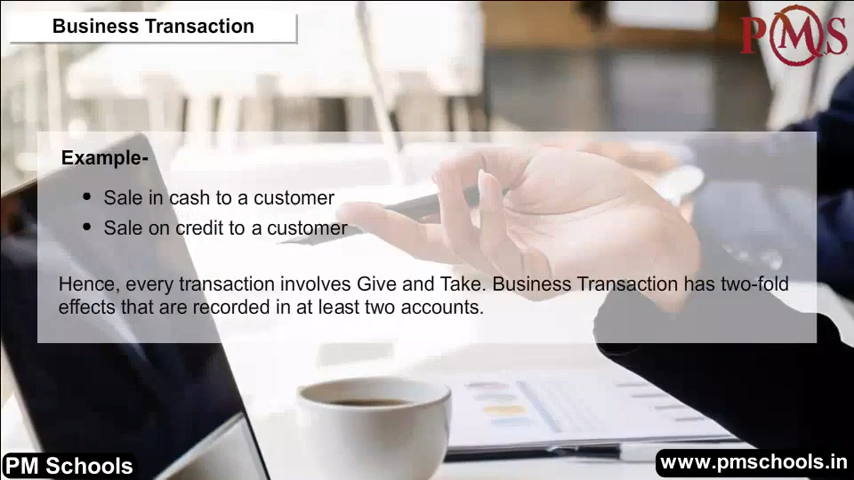 Business Transaction
PMS
Example-
• Sale in cash to a customer
• Sale on credit to a customer
Hence, every transaction involves Give and Take. Business Transaction has two-fold
effects that are recorded in at least two accounts.
PM Schools
www.pmschools.in